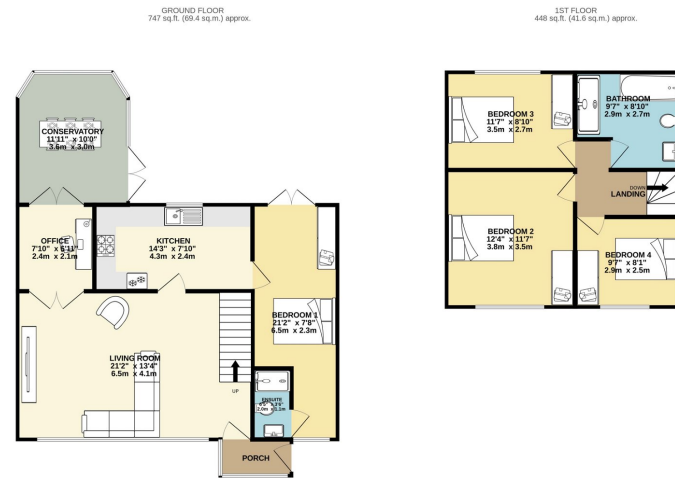 GROUND FLOOR
747 sq.ft. (69.4 sq.m.) approx.
1ST FLOOR
448 sq.ft. (41.6 sq.m.) approx.
CONSERVATORY
11'11" x 10'0"
3.6m x 3.0m
OFFICE
7'10" x 6'11"
2.4m x 2.1m
KITCHEN
14'3" x 7'10"
4.3m x 2.4m
BEDROOM 1
21'2" x 7'8"
6.5m x 2.3m
LIVING ROOM
21'2" x 13'4"
6.5m x 4.1m
UP
ENSUITE
2.0m x 1.1m
PORCH
BEDROOM 3
11'7" x 8'10"
3.5m x 2.7m
BATHROOM
9'7" x 8'10"
2.9m x 2.7m
DOWN
LANDING
BEDROOM 2
12'4" x 11'7"
3.8m x 3.5m
BEDROOM 4
9'7" x 8'1"
2.9m x 2.5m